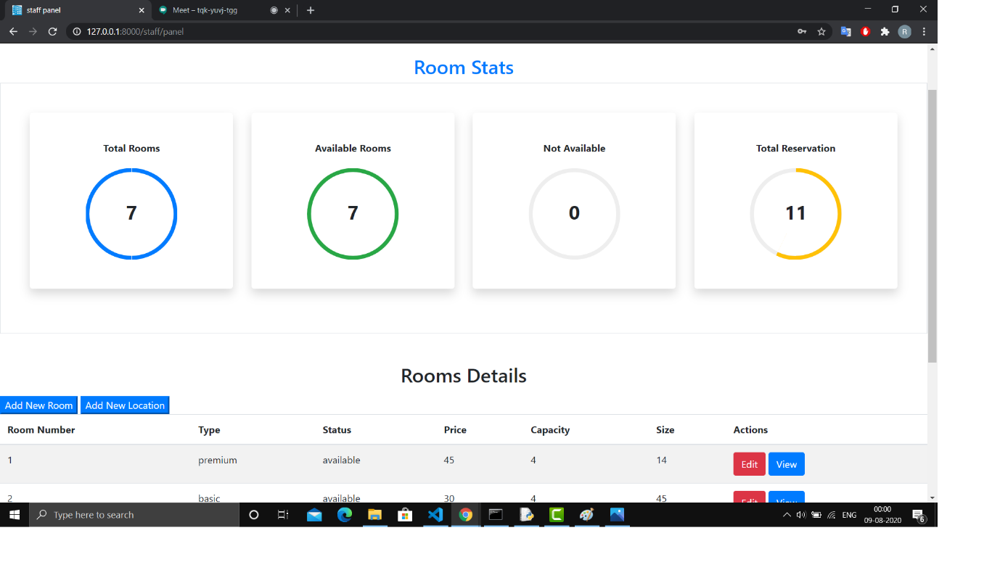 staff panel
Meet – tqk-yuvj-tgg
127.0.0.1:8000/staff/panel
R
Room Stats
Total Rooms
Available Rooms
Not Available
Total Reservation
7
7
0
11
Rooms Details
Add New Room
Add New Location
Room Number Type Status Price Capacity Size Actions
1 premium available 45 4 14 Edit View
2 basic available 30 4 45 Edit View
Type here to search
ENG
00:00
09-08-2020
6